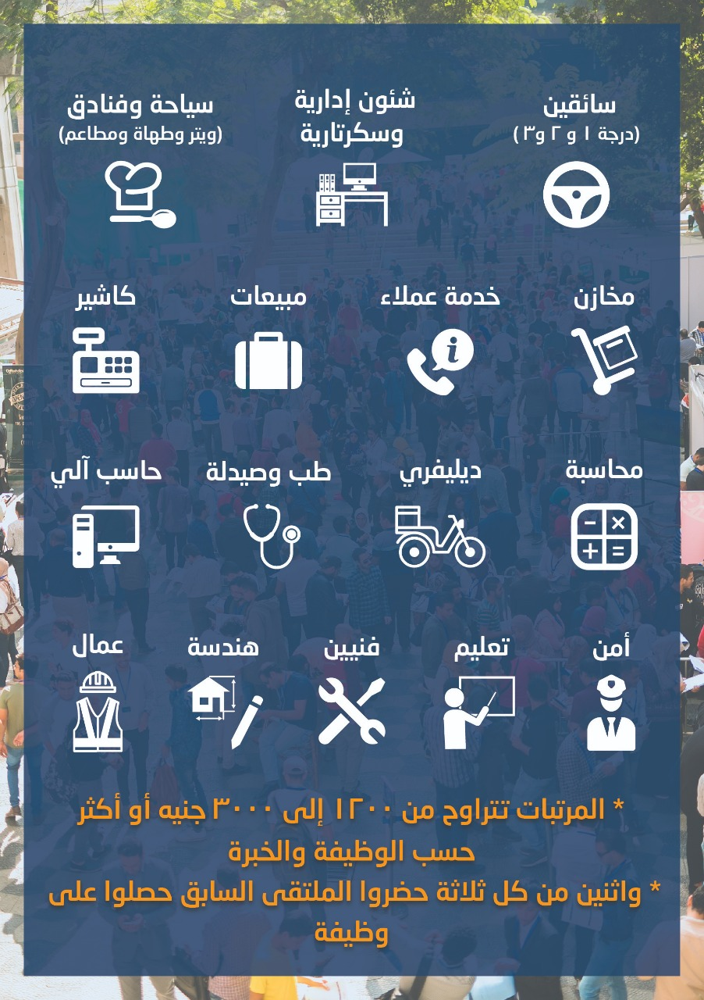 سائقين
(درجة ١ و ٢ و٣ )
شئون إدارية
وسكرتارية
سياحة وفنادق
(ويتر وطهاة ومطاعم)
مخازن
خدمة عملاء
مبيعات
كاشير
محاسبة
ديليفري
طب وصيدلة
حاسب آلي
أمن
تعليم
فنيين
هندسة
عمال
* المرتبات تتراوح من ١٢٠٠ إلى ٣٠٠٠ جنيه أو أكثر
حسب الوظيفة والخبرة
* واثنين من كل ثلاثة حضروا الملتقى السابق حصلوا على
وظيفة